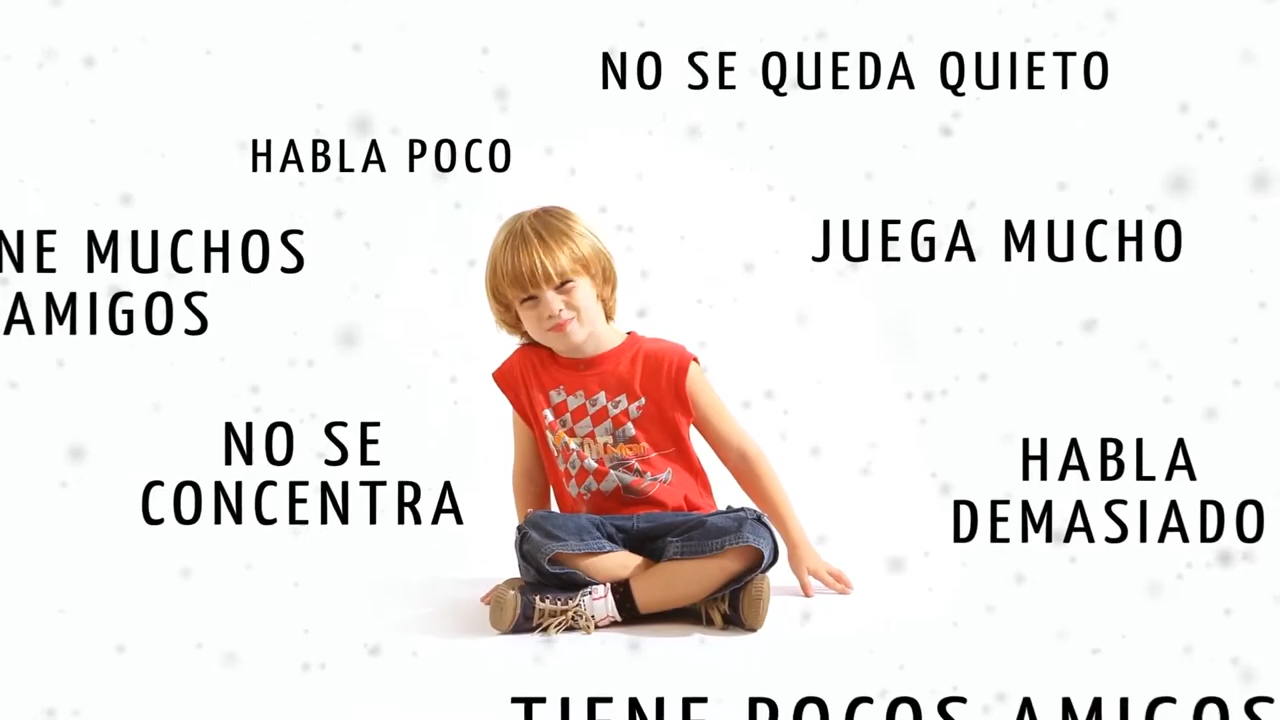 NO SE QUEDA QUIETO
HABLA POCO
NE MUCHOS
AMIGOS
JUEGA MUCHO
NO SE
CONCENTRA
HABLA
DEMASIADO
TIENE POCOS AMIGOS